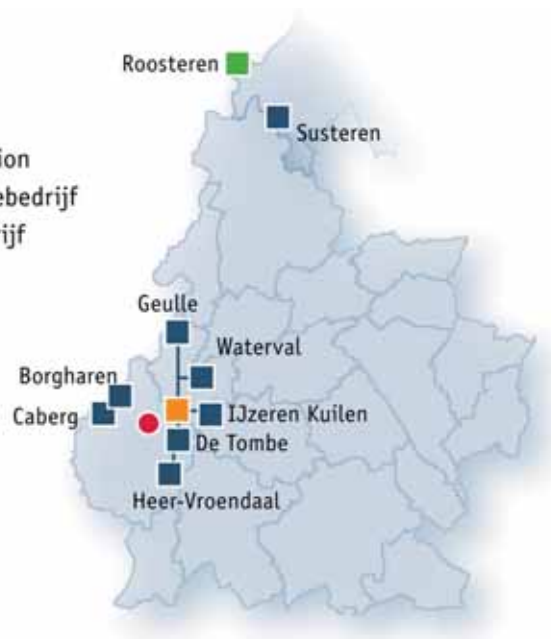 Roosteren
Susteren
ion
ebedrijf
ijf
Geulle
Waterval
Borgharen
Caberg
IJzeren Kuilen
De Tombe
Heer-Vroendaal